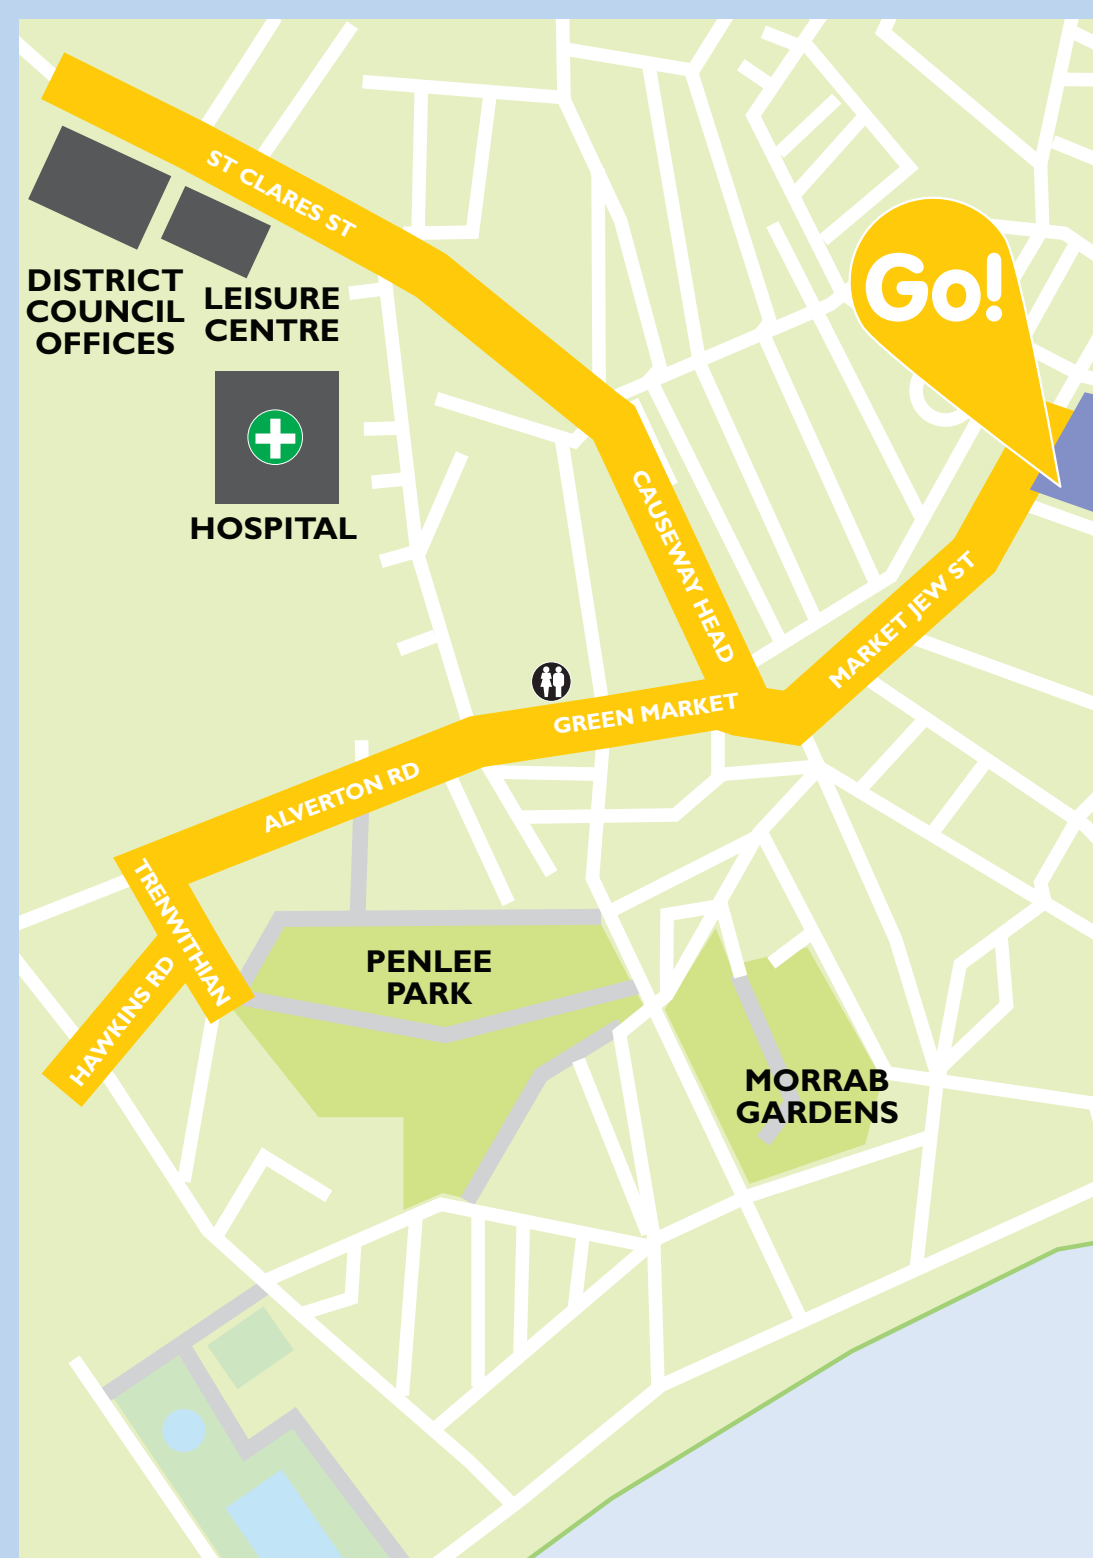 ST CLARES ST
Go!
DISTRICT
COUNCIL
OFFICES
LEISURE
CENTRE
HOSPITAL
CAUSEWAY HEAD
MARKET JEW ST
GREEN MARKET
ALVERTON RD
TRENWITHIAN
HAWKINS RD
PENLEE
PARK
MORRAB
GARDENS